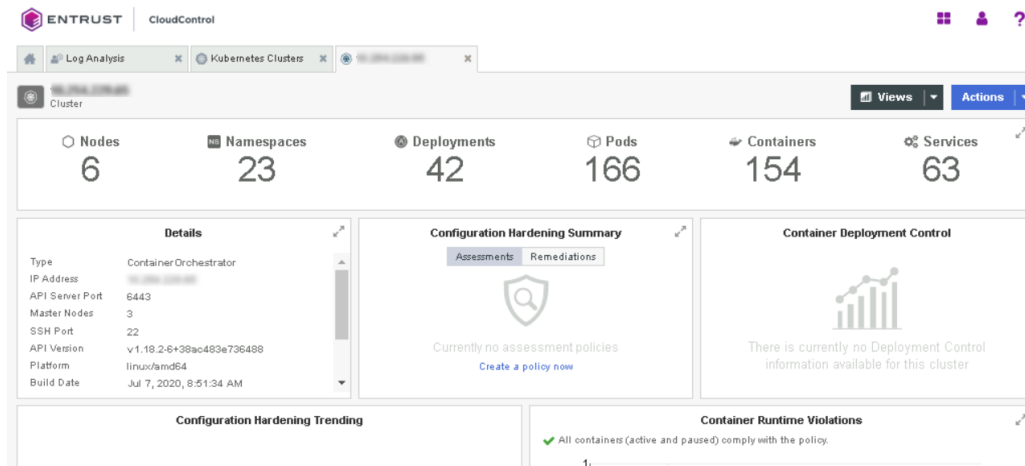 ENTRUST CloudControl ?
Log Analysis Kubernetes Clusters
Cluster
Views Actions
Nodes NS Namespaces Deployments Pods Containers Services
6 23 42 166 154 63
Details
Type ContainerOrchestrator
IP Address
API Server Port 6443
Master Nodes 3
SSH Port 22
API Version v1.18.2-6+38ac483e736488
Platform linux/amd64
Build Date Jul 7, 2020, 8:51:34 AM
Configuration Hardening Summary
Assessments Remediations
Currently no assessment policies
Create a policy now
Container Deployment Control
There is currently no Deployment Control
information available for this cluster
Configuration Hardening Trending
Container Runtime Violations
All containers (active and paused) comply with the policy.
1